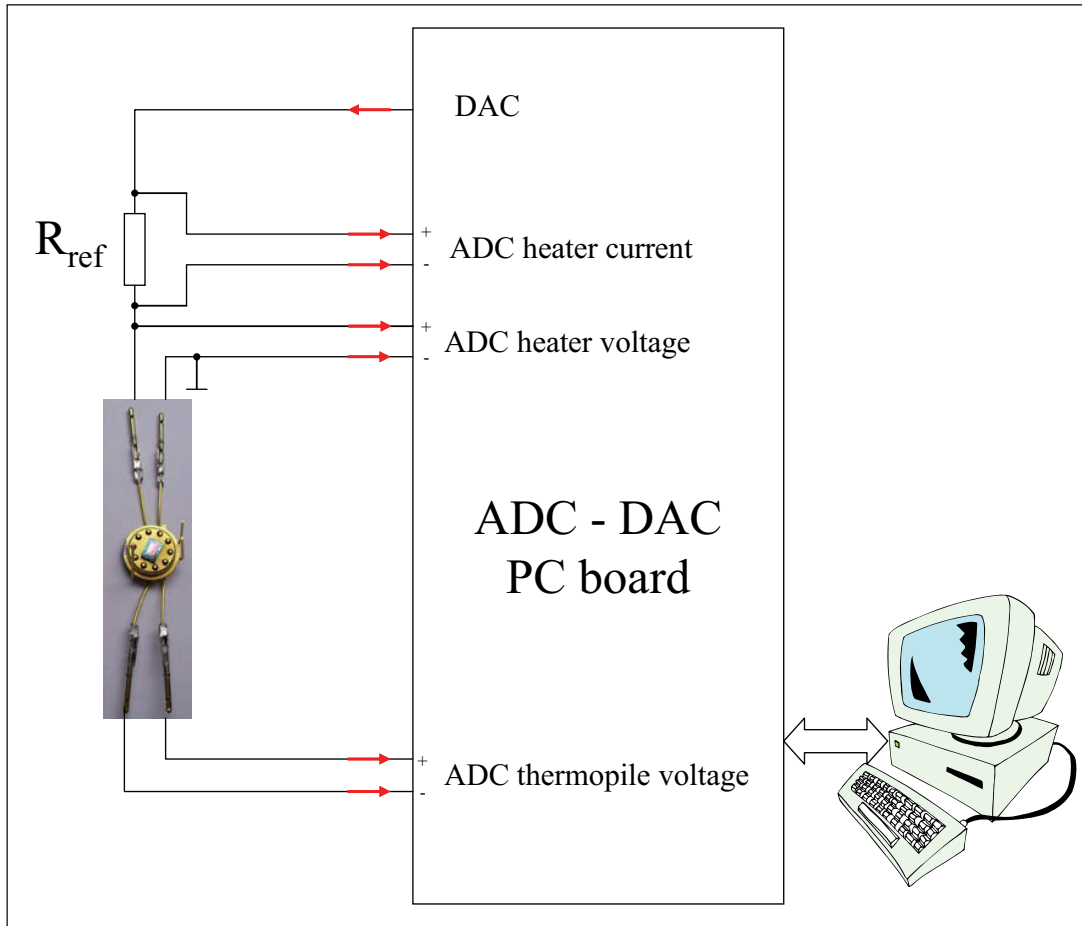 DAC
R_ref
+
ADC heater current
-
+
ADC heater voltage
-
ADC - DAC
PC board
+
ADC thermopile voltage
-